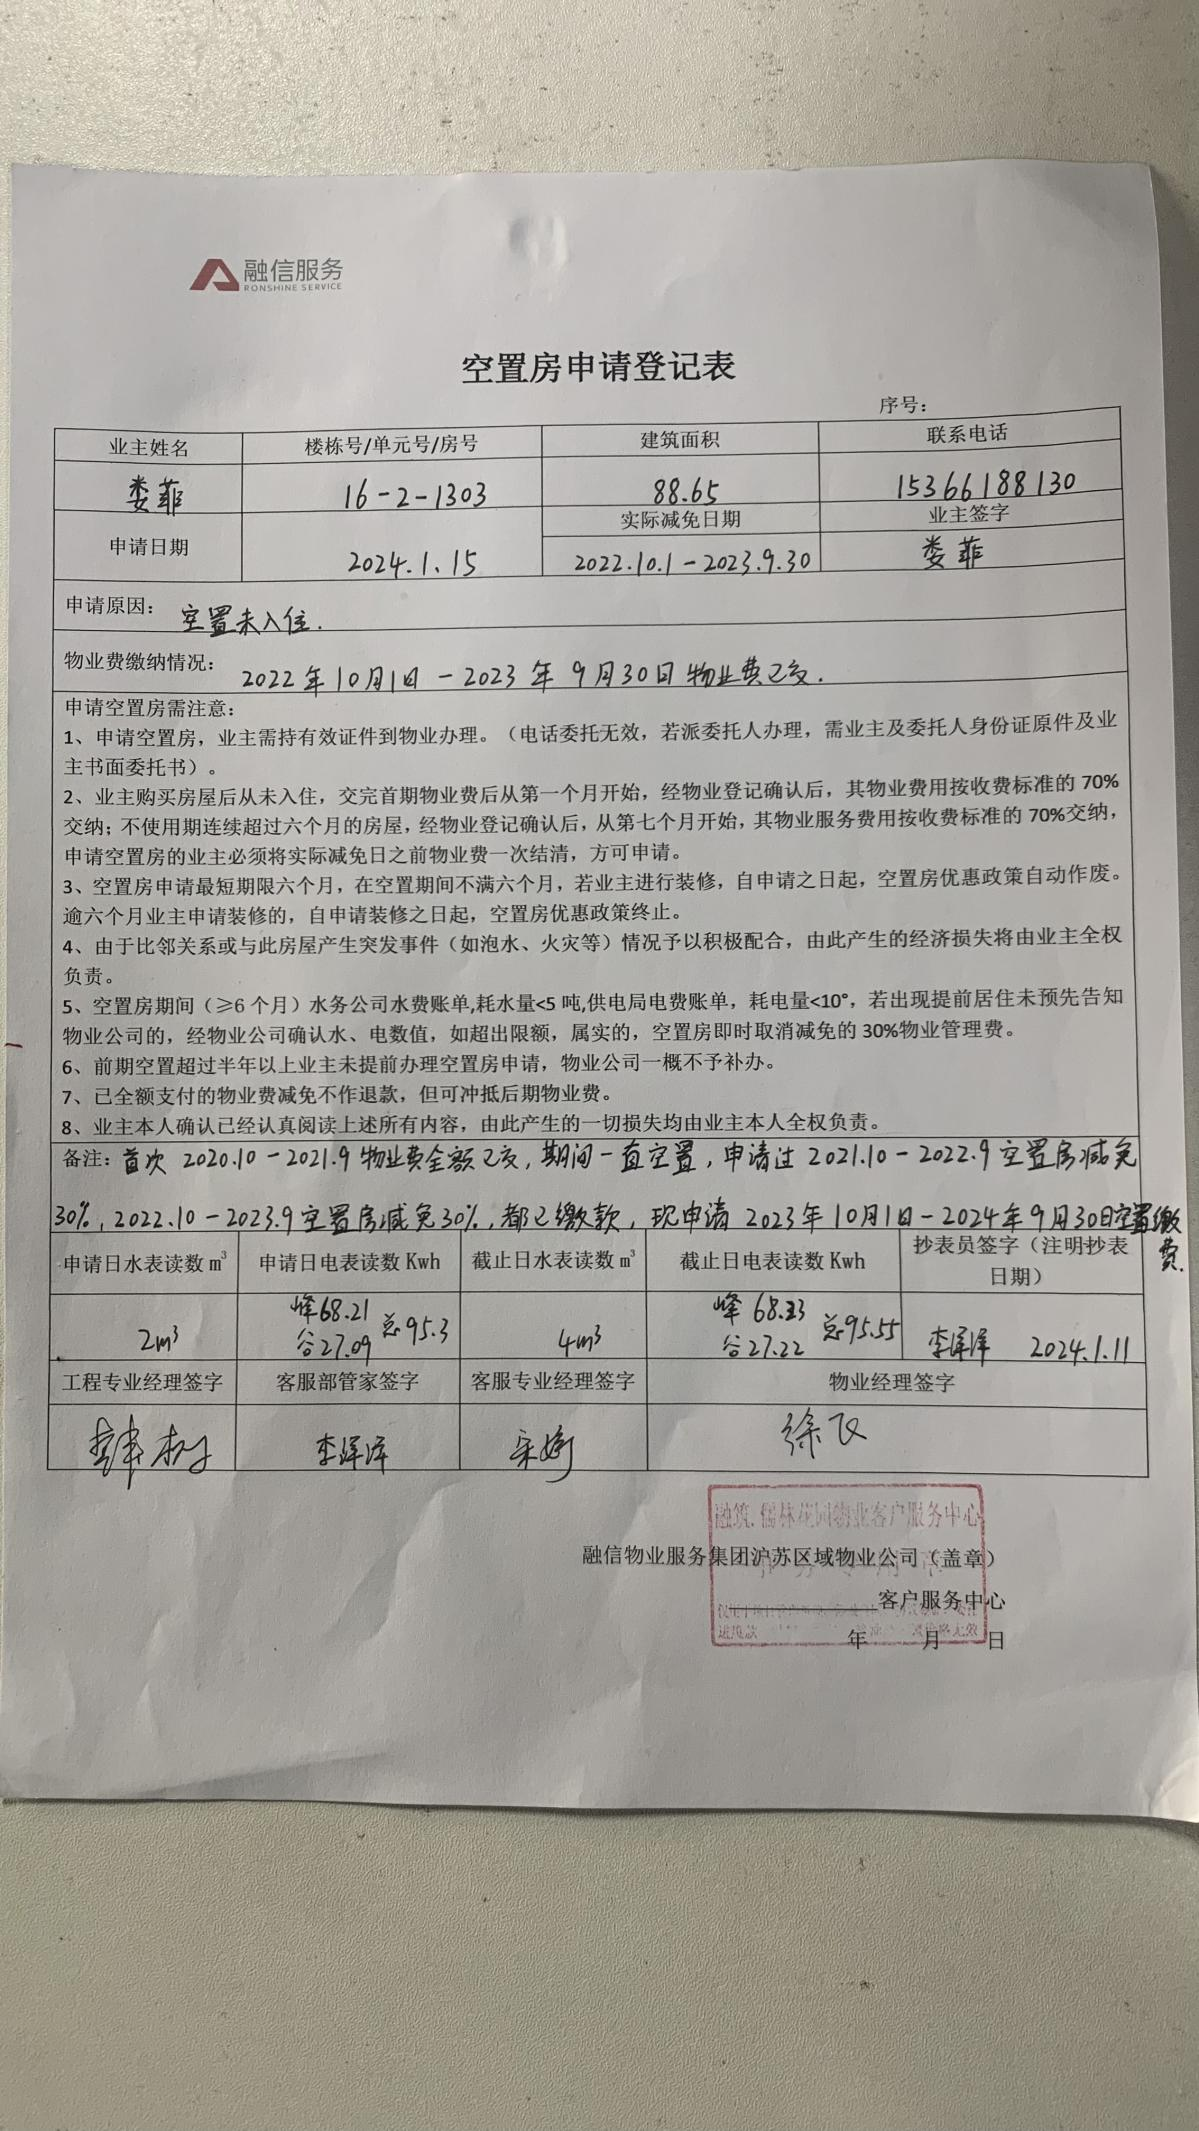 融信服务
RONSHINE SERVICE
空置房申请登记表
序号：
业主姓名 楼栋号/单元号/房号 建筑面积 联系电话
娄菲 16-2-1303 88.65 15366188130
申请日期 2024.1.15 实际减免日期 业主签字
2022.10.1-2023.9.30 娄菲
申请原因：空置未入住.
物业费缴纳情况：2022年10月1日-2023年9月30日物业费已交.
申请空置房需注意：
1、申请空置房，业主需持有效证件到物业办理。（电话委托无效，若派委托人办理，需业主及委托人身份证原件及业
主书面委托书）。
2、业主购买房屋后从未入住，交完首期物业费后从第一个月开始，经物业登记确认后，其物业费用按收费标准的 70%
交纳；不使用期连续超过六个月的房屋，经物业登记确认后，从第七个月开始，其物业服务费用按收费标准的 70%交纳，
申请空置房的业主必须将实际减免日之前物业费一次结清，方可申请。
3、空置房申请最短期限六个月，在空置期间不满六个月，若业主进行装修，自申请之日起，空置房优惠政策自动作废。
逾六个月业主申请装修的，自申请装修之日起，空置房优惠政策终止。
4、由于比邻关系或与此房屋产生突发事件（如泡水、火灾等）情况予以积极配合，由此产生的经济损失将由业主全权
负责。
5、空置房期间（≥6 个月）水务公司水费账单,耗水量<5 吨,供电局电费账单，耗电量<10°，若出现提前居住未预先告知
物业公司的，经物业公司确认水、电数值，如超出限额，属实的，空置房即时取消减免的 30%物业管理费。
6、前期空置超过半年以上业主未提前办理空置房申请，物业公司一概不予补办。
7、已全额支付的物业费减免不作退款，但可冲抵后期物业费。
8、业主本人确认已经认真阅读上述所有内容，由此产生的一切损失均由业主本人全权负责。
备注：首次 2020.10-2021.9物业费全额已交，期间一直空置，申请过 2021.10-2022.9空置房减免
30%，2022.10-2023.9空置房减免30%，都已缴款，现申请 2023年10月1日-2024年9月30日空置缴
费.
申请日水表读数 m³ 申请日电表读数 Kwh 截止日水表读数 m³ 截止日电表读数 Kwh 抄表员签字（注明抄表
日期）
2m³ 峰68.21 谷27.09 总95.3 4m³ 峰 68.33 谷27.22 总95.55 李泽泽 2024.1.11
工程专业经理签字 客服部管家签字 客服专业经理签字 物业经理签字
李泽泽 徐飞
融筑.儒林花园物业客户服务中心
融信物业服务集团沪苏区域物业公司（盖章）
客户服务中心
年 月 日